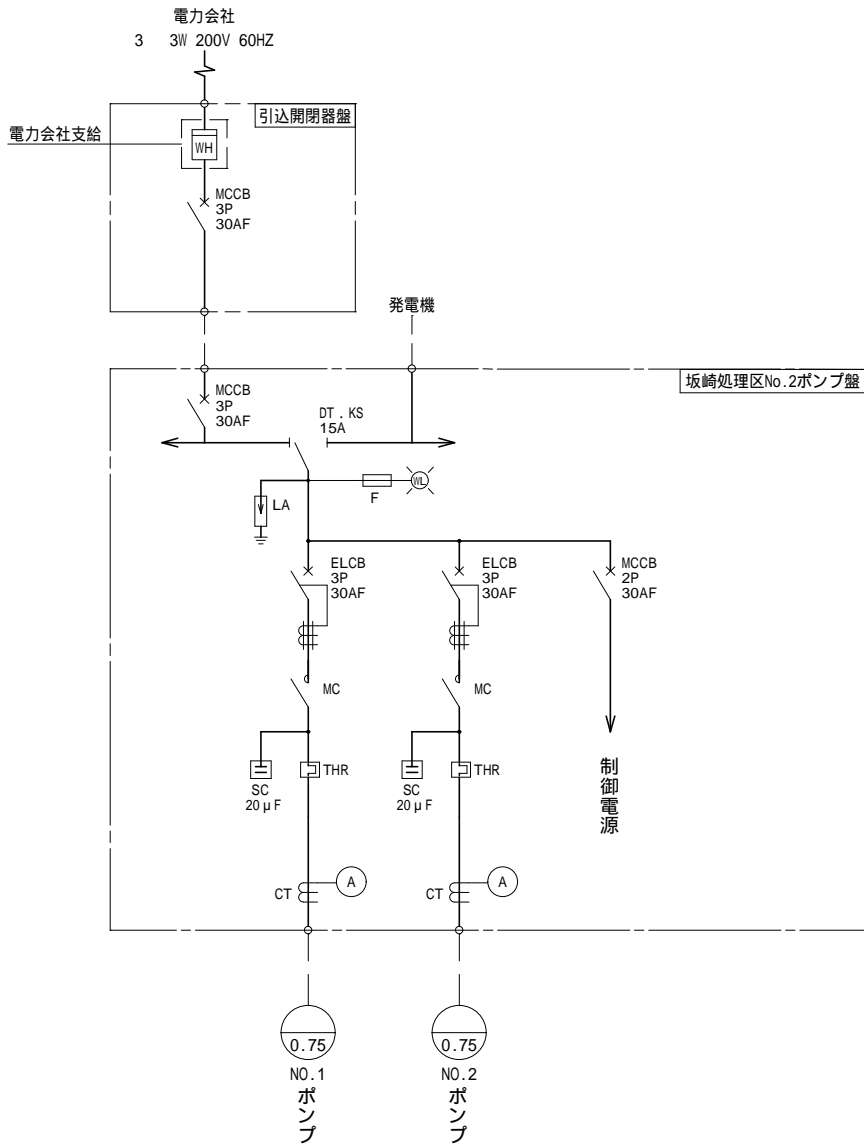 電力会社
3 3W 200V 60HZ
引込開閉器盤
電力会社支給
WH
MCCB
3P
30AF
発電機
坂崎処理区No.2ポンプ盤
MCCB
3P
30AF
DT.KS
15A
LA
F
WL
ELCB
3P
30AF
ELCB
3P
30AF
MCCB
2P
30AF
MC
MC
SC
20μF
THR
SC
20μF
THR
制御電源
CT
A
CT
A
0.75
0.75
NO.1
ポンプ
NO.2
ポンプ